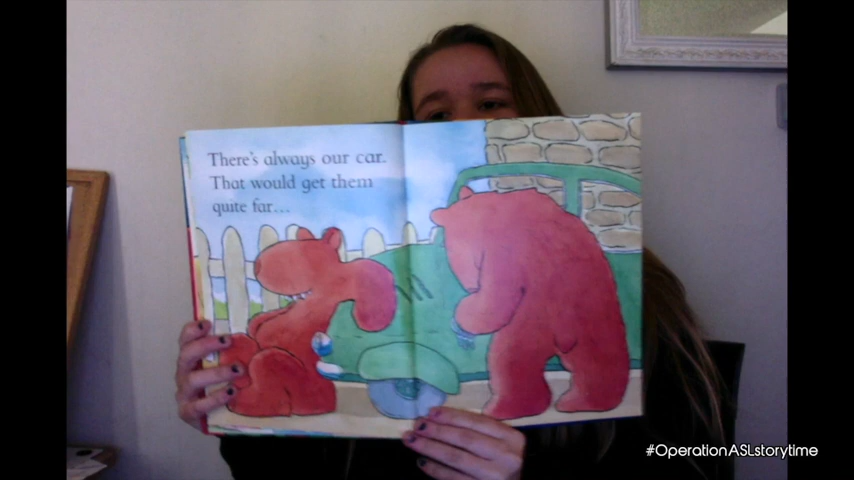 There's always our car.
That would get them
quite far...
#OperationASLstorytime